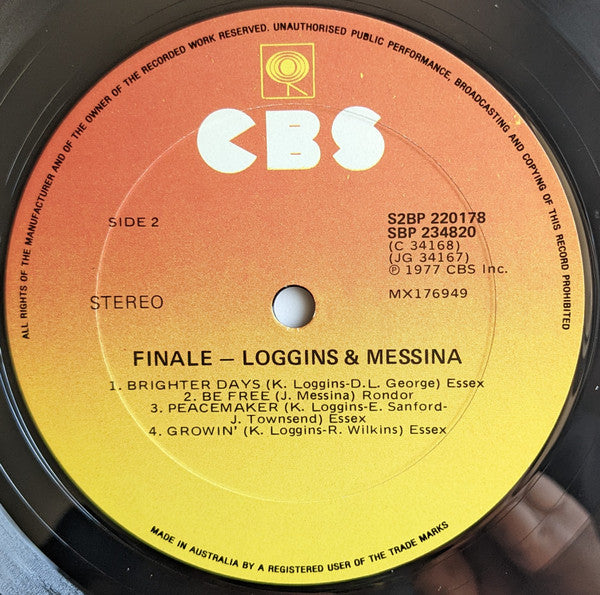 ALL RIGHTS OF THE MANUFACTURER AND OF THE OWNER OF THE RECORDED WORK RESERVED. UNAUTHORISED PUBLIC PERFORMANCE, BROADCASTING AND COPYING OF THIS RECORD PROHIBITED
CBS
SIDE 2
S2BP 220178
SBP 234820
(C 34168)
(JG 34167)
℗ 1977 CBS Inc.
STEREO
MX176949
FINALE — LOGGINS & MESSINA
1. BRIGHTER DAYS (K. Loggins-D.L. George) Essex
2. BE FREE (J. Messina) Rondor
3. PEACEMAKER (K. Loggins-E. Sanford-
J. Townsend) Essex
4. GROWIN' (K. Loggins-R. Wilkins) Essex
MADE IN AUSTRALIA BY A REGISTERED USER OF THE TRADE MARKS